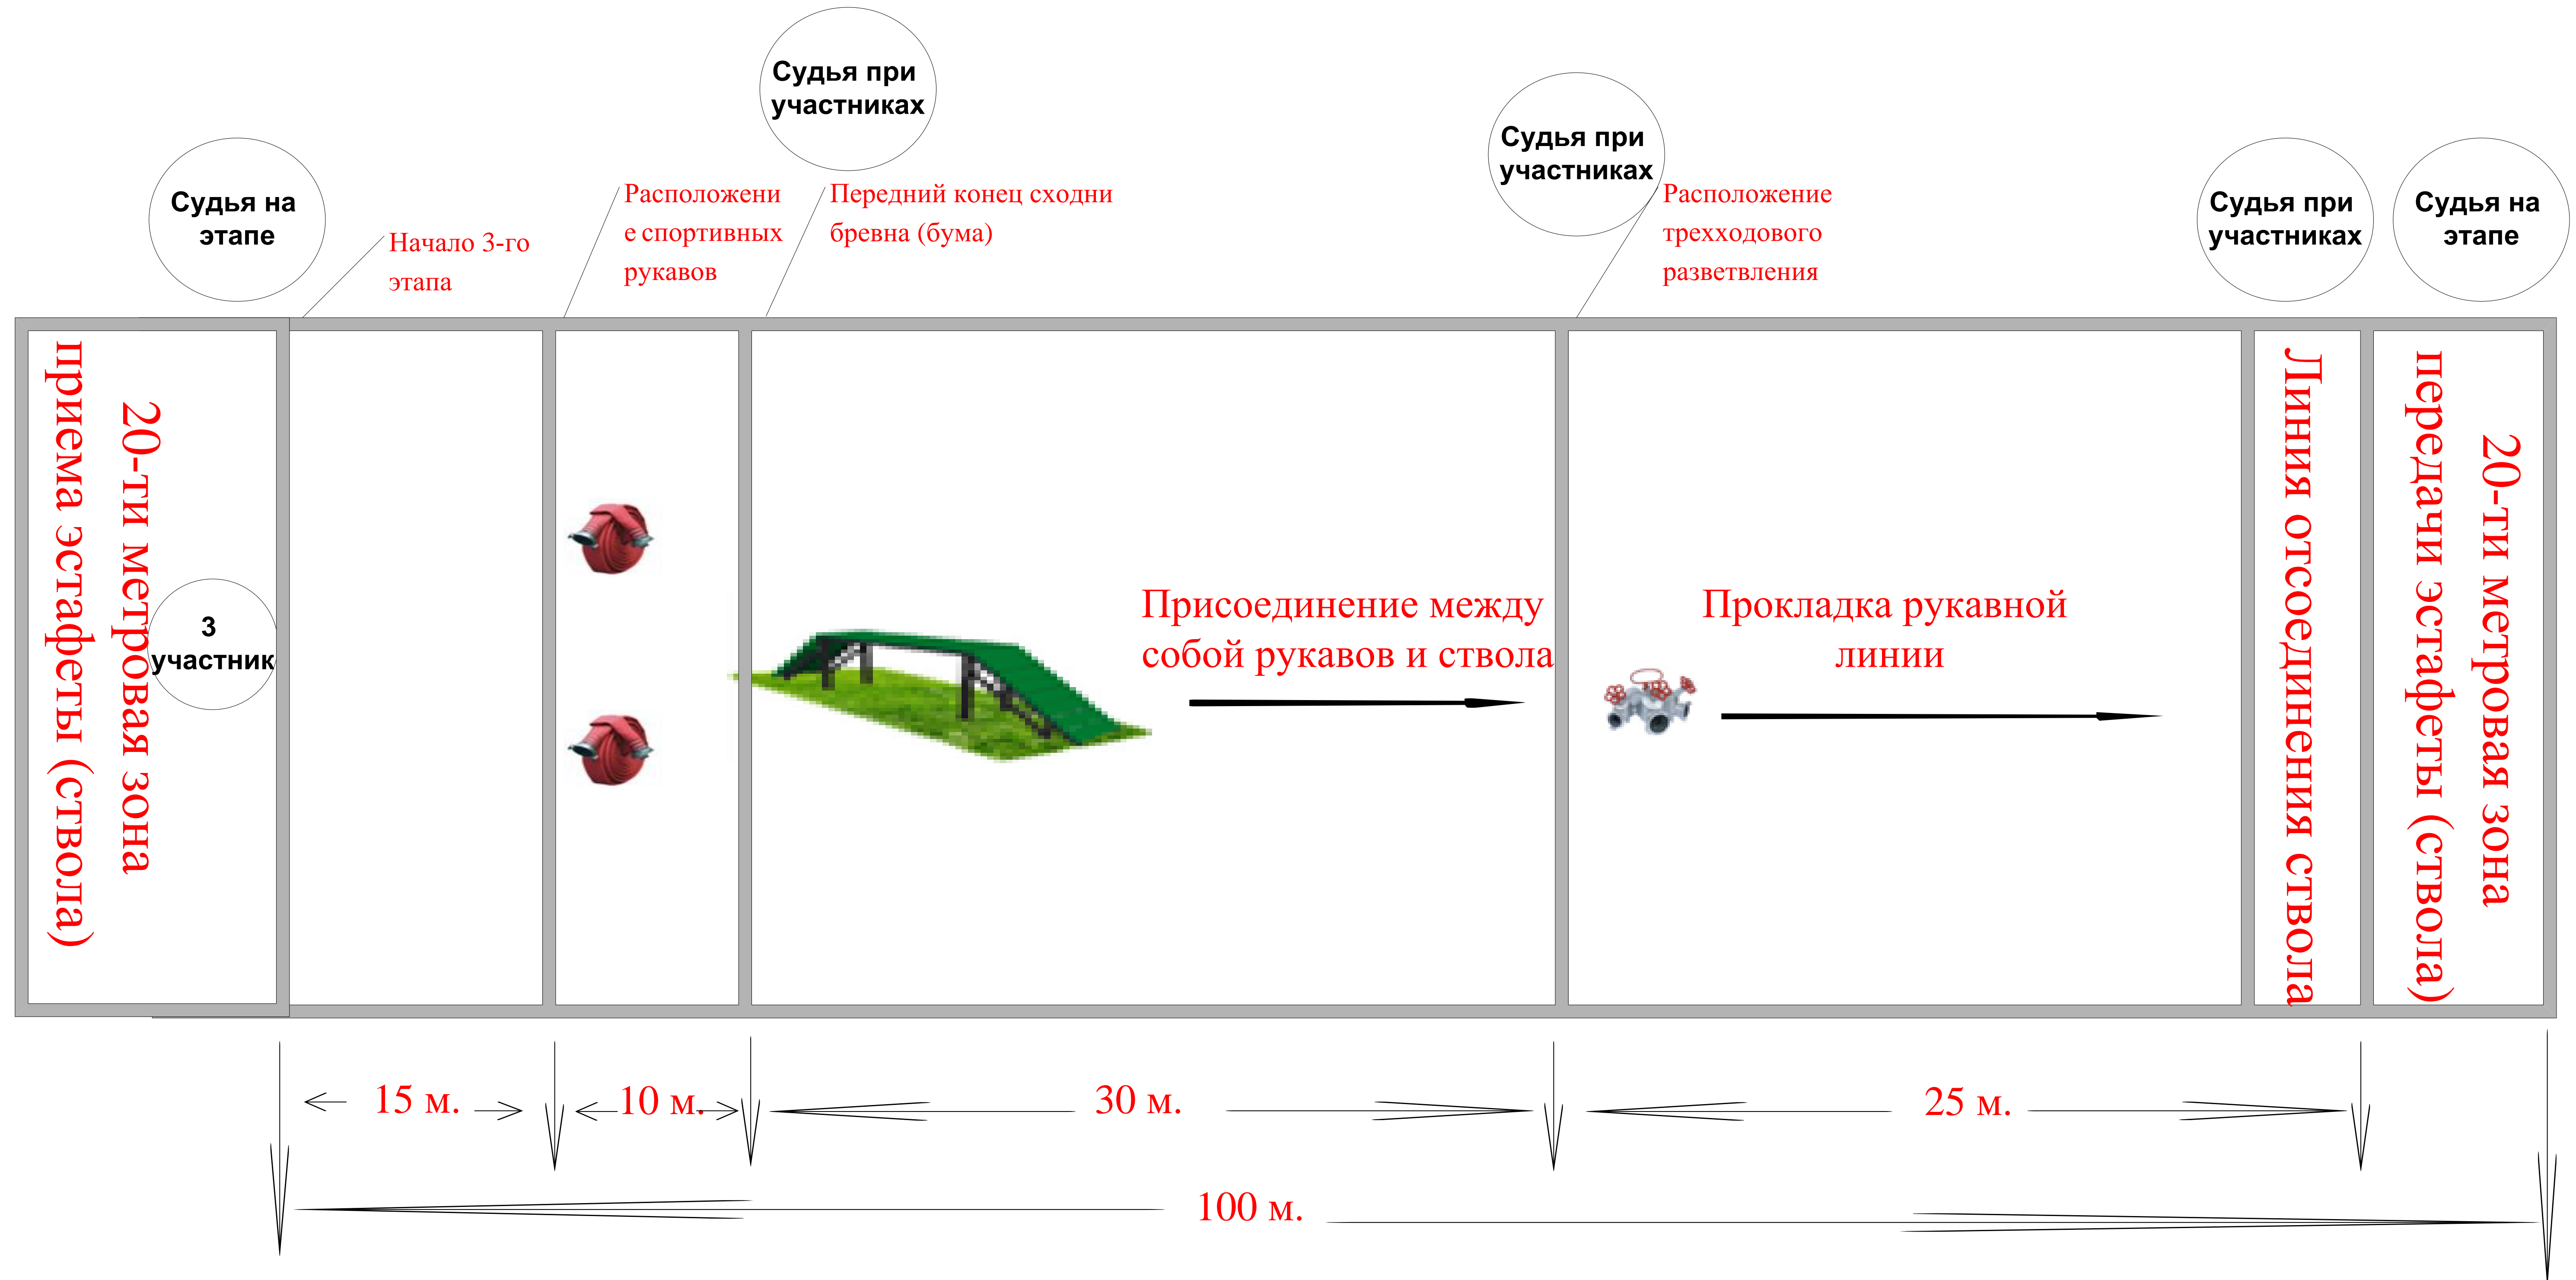 Судья при
участниках
Судья при
участниках
Судья на
этапе
Судья при
участниках
Судья на
этапе
Начало 3-го
этапа
Расположени
е спортивных
рукавов
Передний конец сходни
бревна (бума)
Расположение
трехходового
разветвления
20-ти метровая зона
приема эстафеты (ствола)
3
участник
Присоединение между
собой рукавов и ствола
Прокладка рукавной
линии
Линия отсоединения ствола
20-ти метровая зона
передачи эстафеты (ствола)
15 м.
10 м.
30 м.
25 м.
100 м.